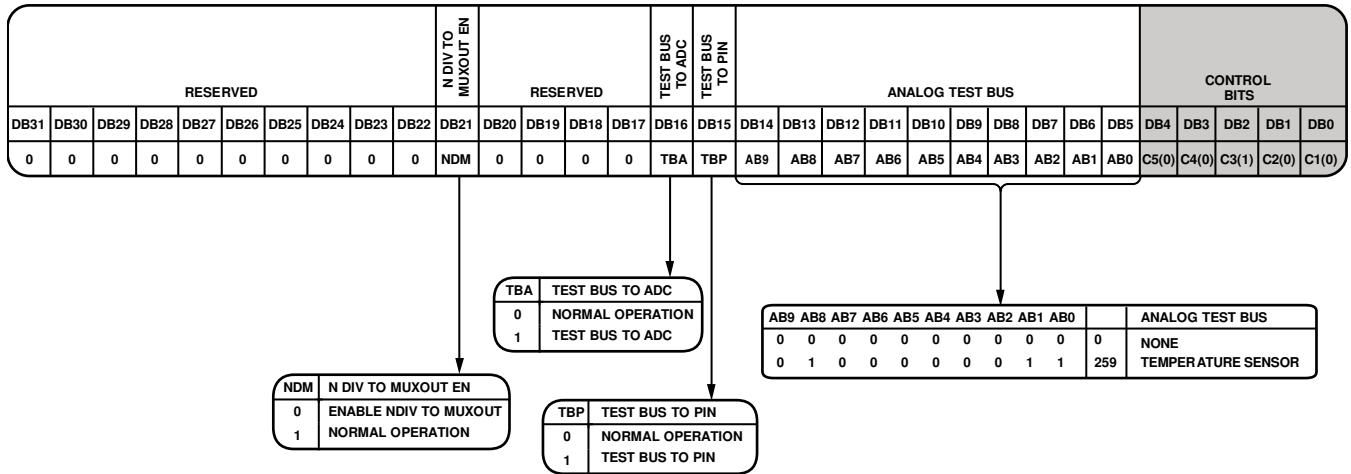 RESERVED
N DIV TO
MUXOUT EN
RESERVED
TEST BUS
TO ADC
TEST BUS
TO PIN
ANALOG TEST BUS
CONTROL
BITS
DB31 DB30 DB29 DB28 DB27 DB26 DB25 DB24 DB23 DB22 DB21 DB20 DB19 DB18 DB17 DB16 DB15 DB14 DB13 DB12 DB11 DB10 DB9 DB8 DB7 DB6 DB5 DB4 DB3 DB2 DB1 DB0
0 0 0 0 0 0 0 0 0 0 NDM 0 0 0 0 TBA TBP AB9 AB8 AB7 AB6 AB5 AB4 AB3 AB2 AB1 AB0 C5(0) C4(0) C3(1) C2(0) C1(0)
TBA TEST BUS TO ADC
0 NORMAL OPERATION
1 TEST BUS TO ADC
AB9 AB8 AB7 AB6 AB5 AB4 AB3 AB2 AB1 AB0 ANALOG TEST BUS
0 0 0 0 0 0 0 0 0 0 0 NONE
0 1 0 0 0 0 0 0 1 1 259 TEMPERATURE SENSOR
NDM N DIV TO MUXOUT EN
0 ENABLE NDIV TO MUXOUT
1 NORMAL OPERATION
TBP TEST BUS TO PIN
0 NORMAL OPERATION
1 TEST BUS TO PIN